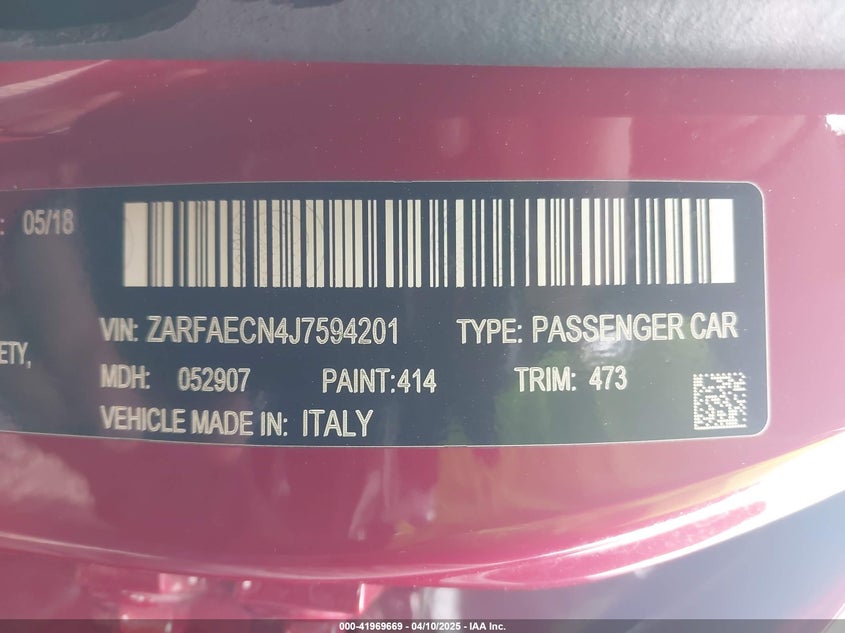 : 05/18
VIN: ZARFAECN4J7594201 TYPE: PASSENGER CAR
ETY,
MDH: 052907 PAINT:414 TRIM: 473
VEHICLE MADE IN: ITALY
000-41969669 - 04/10/2025 - IAA Inc.